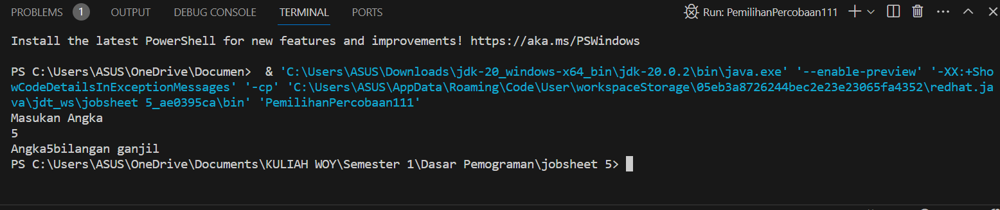 PROBLEMS 1 OUTPUT DEBUG CONSOLE TERMINAL PORTS Run: PemilihanPercobaan111
Install the latest PowerShell for new features and improvements! https://aka.ms/PSWindows
PS C:\Users\ASUS\OneDrive\Documen>  & 'C:\Users\ASUS\Downloads\jdk-20_windows-x64_bin\jdk-20.0.2\bin\java.exe' '--enable-preview' '-XX:+Sho
wCodeDetailsInExceptionMessages' '-cp' 'C:\Users\ASUS\AppData\Roaming\Code\User\workspaceStorage\05eb3a8726244bec2e23e23065fa4352\redhat.ja
va\jdt_ws\jobsheet 5_ae0395ca\bin' 'PemilihanPercobaan111'
Masukan Angka
5
Angka5bilangan ganjil
PS C:\Users\ASUS\OneDrive\Documents\KULIAH WOY\Semester 1\Dasar Pemograman\jobsheet 5>